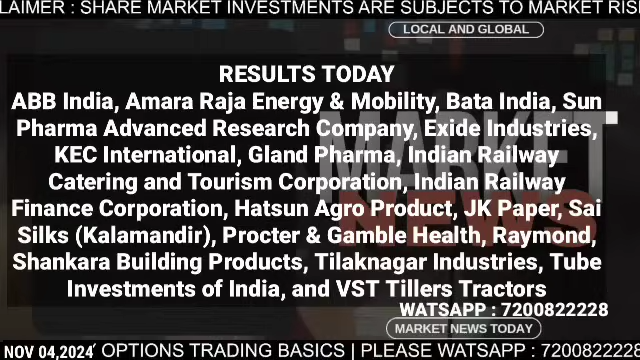 LAIMER : SHARE MARKET INVESTMENTS ARE SUBJECTS TO MARKET RIS
LOCAL AND GLOBAL
RESULTS TODAY
ABB India, Amara Raja Energy & Mobility, Bata India, Sun
Pharma Advanced Research Company, Exide Industries,
KEC International, Gland Pharma, Indian Railway
Catering and Tourism Corporation, Indian Railway
Finance Corporation, Hatsun Agro Product, JK Paper, Sai
Silks (Kalamandir), Procter & Gamble Health, Raymond,
Shankara Building Products, Tilaknagar Industries, Tube
Investments of India, and VST Tillers Tractors
MARKET
NEWS
WATSAPP : 7200822228
MARKET NEWS TODAY
NOV 04,2024 OPTIONS TRADING BASICS | PLEASE WATSAPP : 720082222